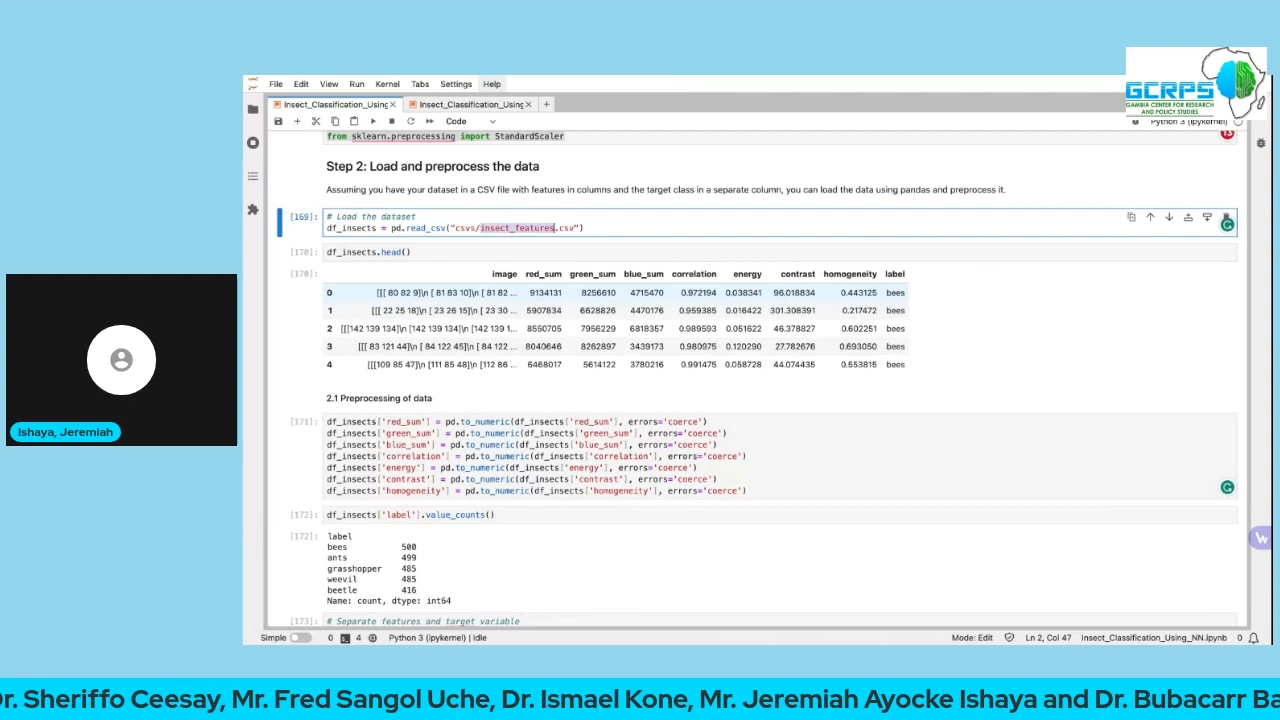 GCRPS
GAMBIA CENTER FOR RESEARCH
AND POLICY STUDIES
File Edit View Run Kernel Tabs Settings Help
Insect_Classification_Using
Insect_Classification_Using
Code
Python 3 (ipykernel)
from sklearn.preprocessing import StandardScaler
Step 2: Load and preprocess the data
Assuming you have your dataset in a CSV file with features in columns and the target class in a separate column, you can load the data using pandas and preprocess it.
[169]: # Load the dataset
df_insects = pd.read_csv("csvs/insect_features.csv")
[170]: df_insects.head()
[170]: image red_sum green_sum blue_sum correlation energy contrast homogeneity label
0 [[[ 80 82 9]\n [ 81 83 10]\n [ 81 82 ... 9134131 8256610 4715470 0.972194 0.038341 96.018834 0.443125 bees
1 [[[ 22 25 18]\n [ 23 26 15]\n [ 23 30 ... 5907834 6628826 4470176 0.959385 0.016422 301.308391 0.217472 bees
2 [[[142 139 134]\n [142 139 134]\n [142 139 1... 8550705 7956229 6818357 0.989593 0.051622 46.378827 0.602251 bees
3 [[[ 83 121 44]\n [ 84 122 45]\n [ 84 122 ... 8040646 8262897 3439173 0.980975 0.120290 27.782676 0.693050 bees
4 [[[109 85 47]\n [111 85 48]\n [112 86 ... 6468017 5614122 3780216 0.991475 0.058728 44.074435 0.553815 bees
2.1 Preprocessing of data
[171]: df_insects['red_sum'] = pd.to_numeric(df_insects['red_sum'], errors='coerce')
df_insects['green_sum'] = pd.to_numeric(df_insects['green_sum'], errors='coerce')
df_insects['blue_sum'] = pd.to_numeric(df_insects['blue_sum'], errors='coerce')
df_insects['correlation'] = pd.to_numeric(df_insects['correlation'], errors='coerce')
df_insects['energy'] = pd.to_numeric(df_insects['energy'], errors='coerce')
df_insects['contrast'] = pd.to_numeric(df_insects['contrast'], errors='coerce')
df_insects['homogeneity'] = pd.to_numeric(df_insects['homogeneity'], errors='coerce')
[172]: df_insects['label'].value_counts()
[172]: label
bees 500
ants 499
grasshopper 485
weevil 485
beetle 416
Name: count, dtype: int64
[173]: # Separate features and target variable
Simple 0 4 Python 3 (ipykernel) | Idle Mode: Edit Ln 2, Col 47 Insect_Classification_Using_NN.ipynb 0
Ishaya, Jeremiah
Dr. Sheriffo Ceesay, Mr. Fred Sangol Uche, Dr. Ismael Kone, Mr. Jeremiah Ayocke Ishaya and Dr. Bubacarr Ba